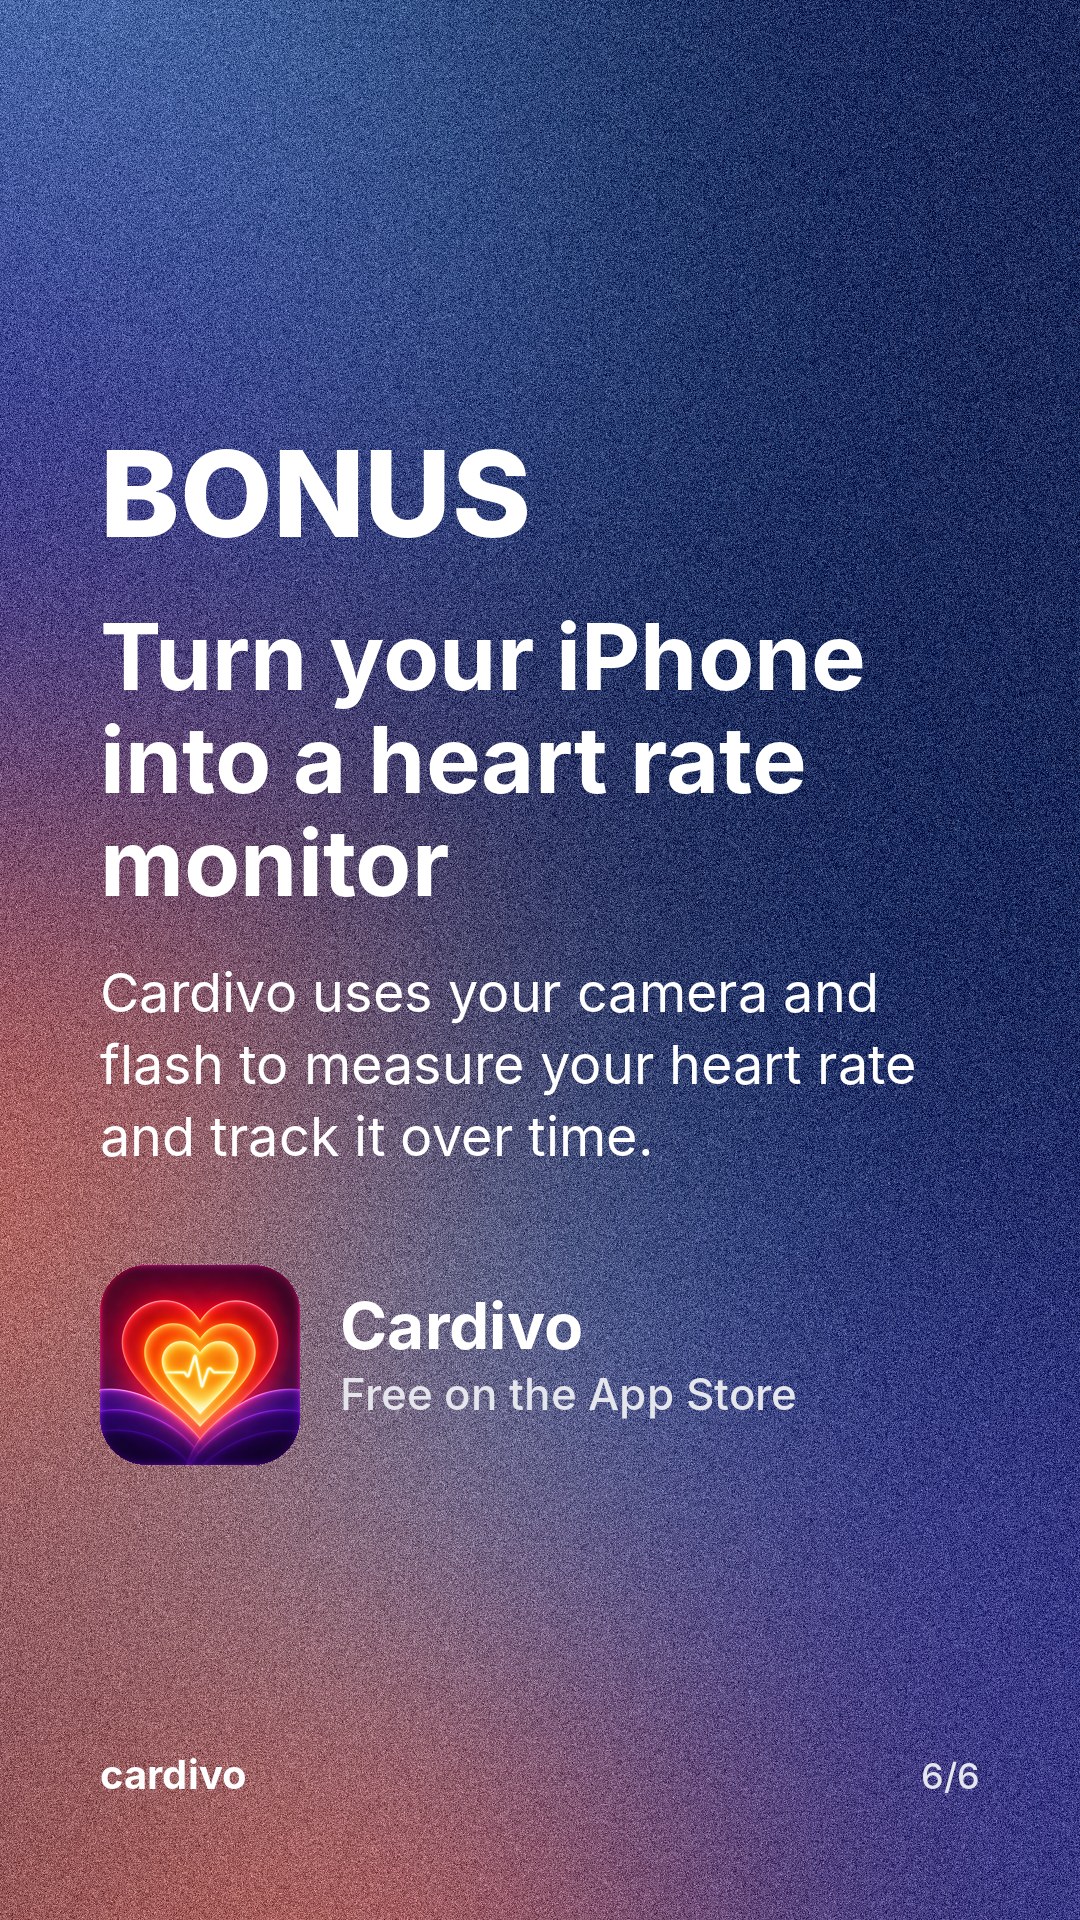 BONUS
Turn your iPhone
into a heart rate
monitor
Cardivo uses your camera and
flash to measure your heart rate
and track it over time.
Cardivo
Free on the App Store
cardivo
6/6